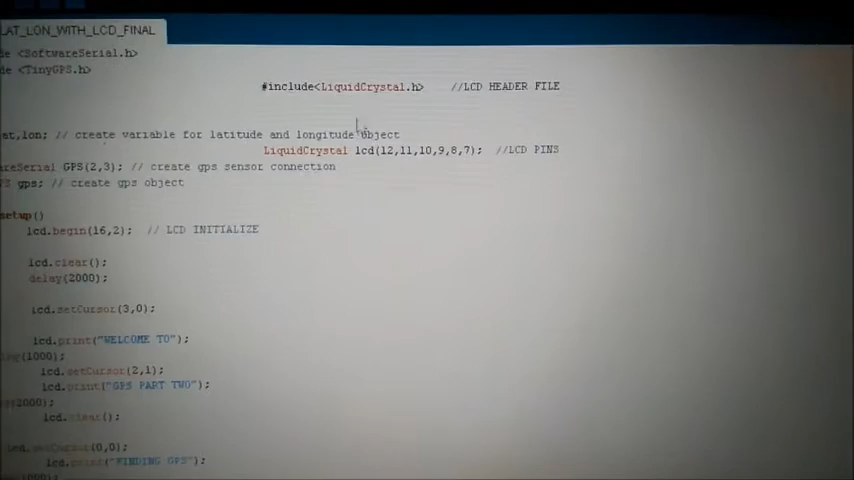 LAT_LON_WITH_LCD_FINAL
de <SoftwareSerial.h>
de <TinyGPS.h>
#include<LiquidCrystal.h> //LCD HEADER FILE
at,lon; // create variable for latitude and longitude object
LiquidCrystal lcd(12,11,10,9,8,7); //LCD PINS
areSerial GPS(2,3); // create gps sensor connection
PS gps; // create gps object
setup()
lcd.begin(16,2); // LCD INITIALIZE
lcd.clear();
delay(2000);
lcd.setCursor(3,0);
lcd.print("WELCOME TO");
(1000);
lcd.setCursor(2,1);
lcd.print("GPS PART TWO");
(2000);
lcd.clear();
lcd.setCursor(0,0);
lcd.print("FINDING GPS");